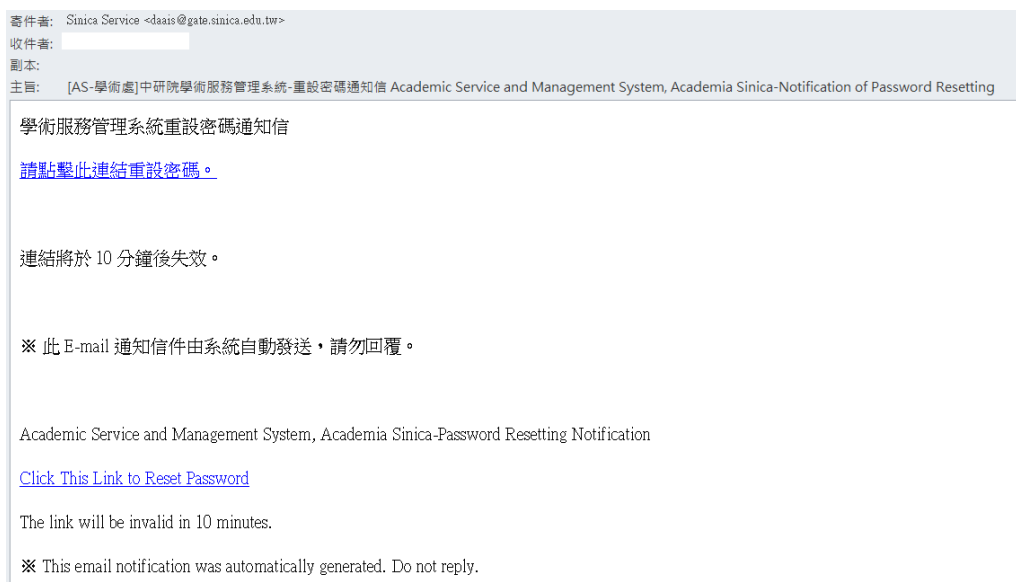 寄件者: Sinica Service <daais@gate.sinica.edu.tw>
收件者:
副本:
主旨: [AS-學術處]中研院學術服務管理系統-重設密碼通知信 Academic Service and Management System, Academia Sinica-Notification of Password Resetting
學術服務管理系統重設密碼通知信
請點擊此連結重設密碼。
連結將於 10 分鐘後失效。
※ 此 E-mail 通知信件由系統自動發送，請勿回覆。
Academic Service and Management System, Academia Sinica-Password Resetting Notification
Click This Link to Reset Password
The link will be invalid in 10 minutes.
※ This email notification was automatically generated. Do not reply.